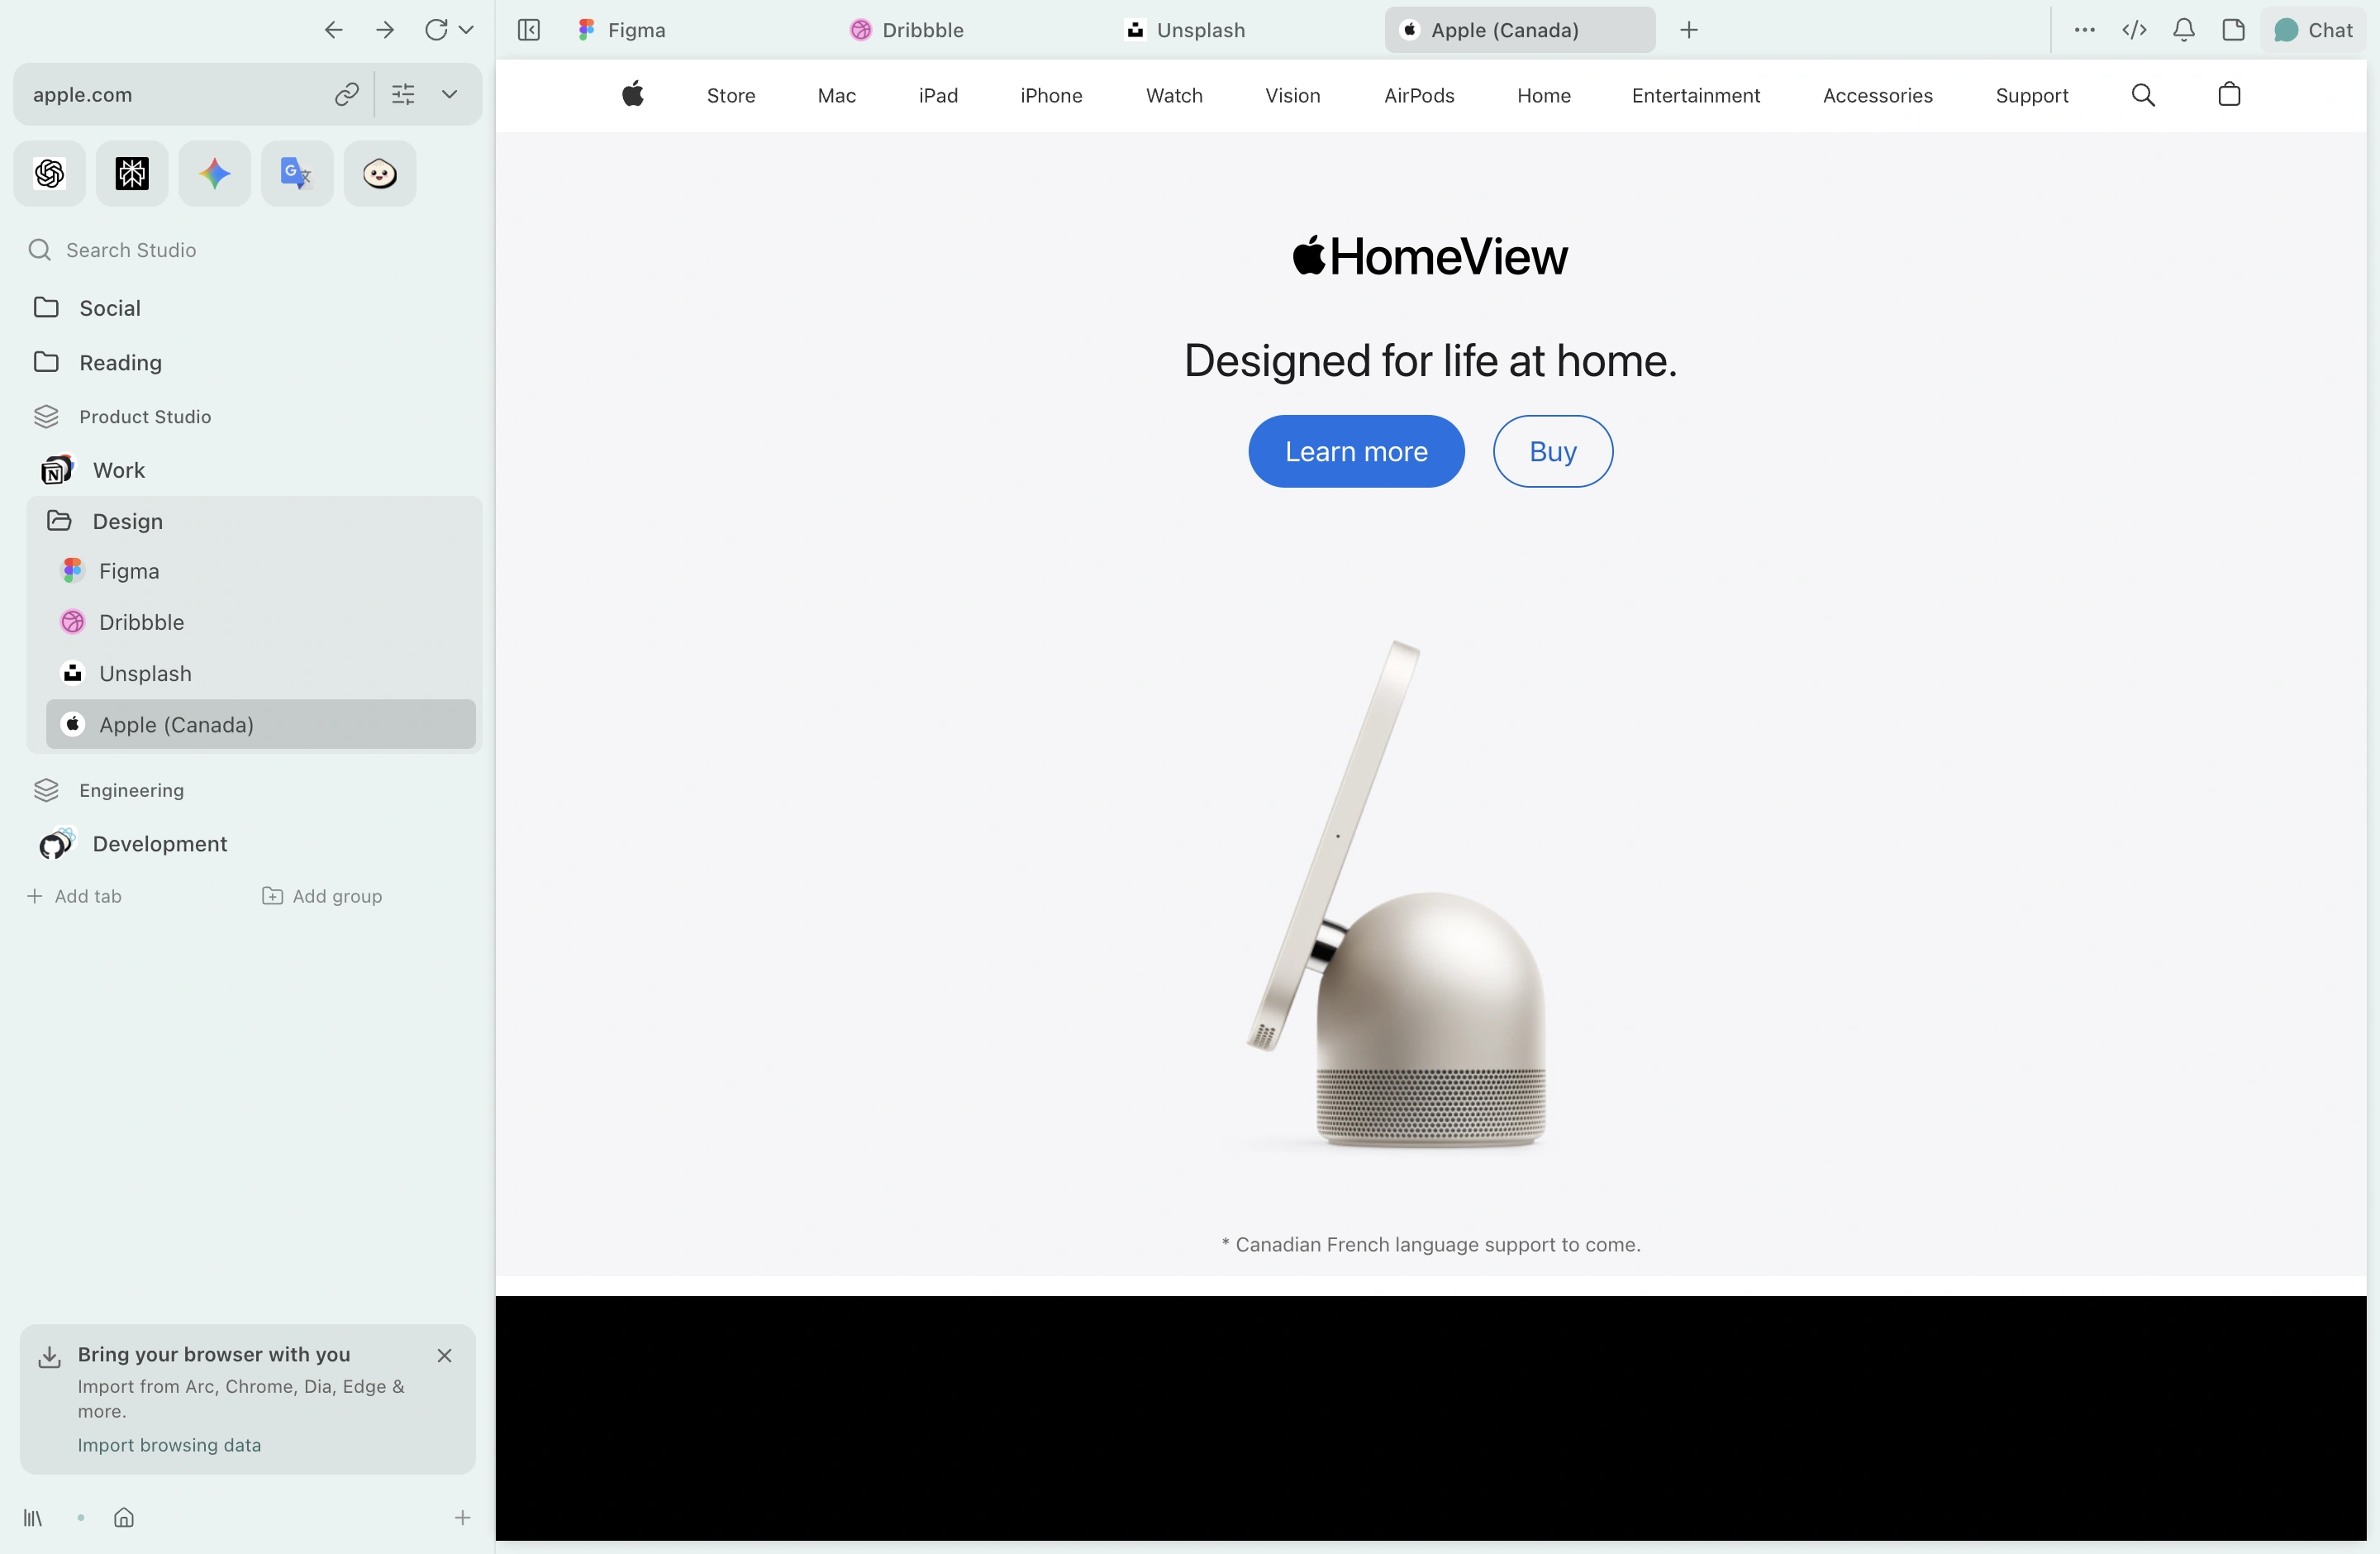 Figma
Dribbble
Unsplash
Apple (Canada)
Chat
apple.com
Search Studio
Social
Reading
Product Studio
Work
Design
Figma
Dribbble
Unsplash
Apple (Canada)
Engineering
Development
Add tab
Add group
Bring your browser with you
Import from Arc, Chrome, Dia, Edge &
more.
Import browsing data
Store
Mac
iPad
iPhone
Watch
Vision
AirPods
Home
Entertainment
Accessories
Support
HomeView
Designed for life at home.
Learn more
Buy
* Canadian French language support to come.